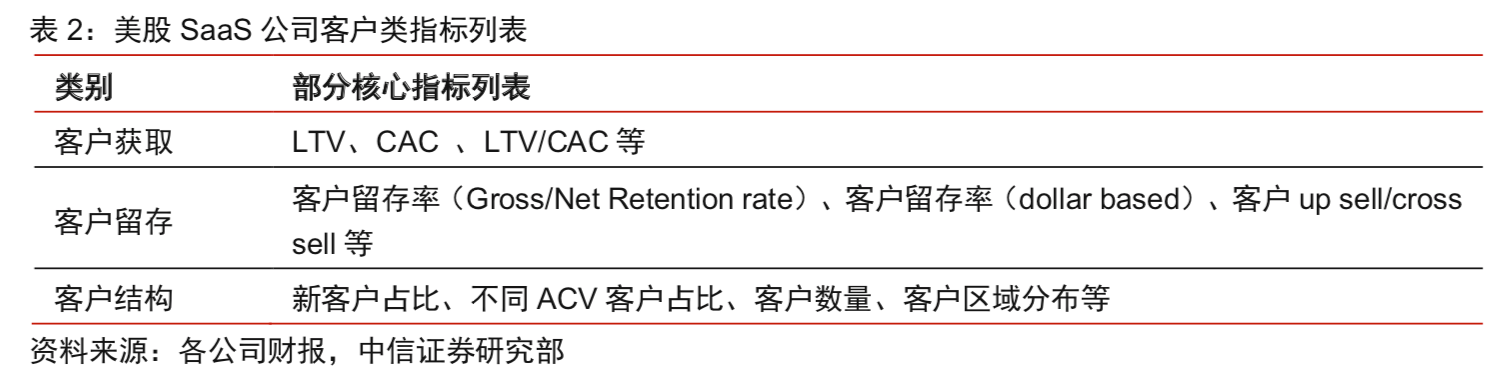 表 2：美股 SaaS 公司客户类指标列表
类别 部分核心指标列表
客户获取 LTV、CAC 、LTV/CAC 等
客户留存 客户留存率（Gross/Net Retention rate）、客户留存率（dollar based）、客户 up sell/cross
sell 等
客户结构 新客户占比、不同 ACV 客户占比、客户数量、客户区域分布等
资料来源：各公司财报，中信证券研究部